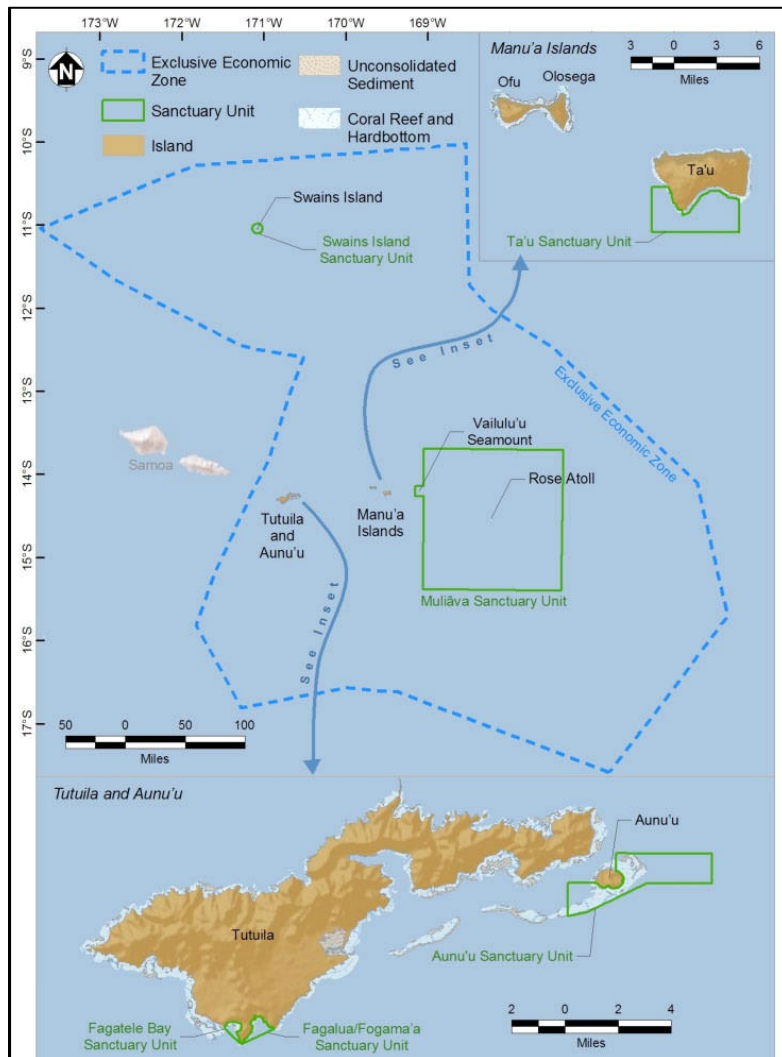 173°W 172°W 171°W 170°W 169°W
9°S
10°S
11°S
12°S
13°S
14°S
15°S
16°S
17°S
N
Exclusive Economic
Zone
Sanctuary Unit
Island
Unconsolidated
Sediment
Coral Reef and
Hardbottom
Manu'a Islands
3 0 3 6
Miles
Ofu
Olosega
Ta'u
Ta'u Sanctuary Unit
Swains Island
Swains Island
Sanctuary Unit
See Inset
Exclusive Economic Zone
Samoa
Vailulu'u
Seamount
Rose Atoll
Tutuila
and
Aunu'u
Manu'a
Islands
Muliāva Sanctuary Unit
See Inset
50 0 50 100
Miles
Tutuila and Aunu'u
Aunu'u
Tutuila
Aunu'u Sanctuary Unit
Fagatele Bay
Sanctuary Unit
Fagalua/Fogama'a
Sanctuary Unit
2 0 2 4
Miles